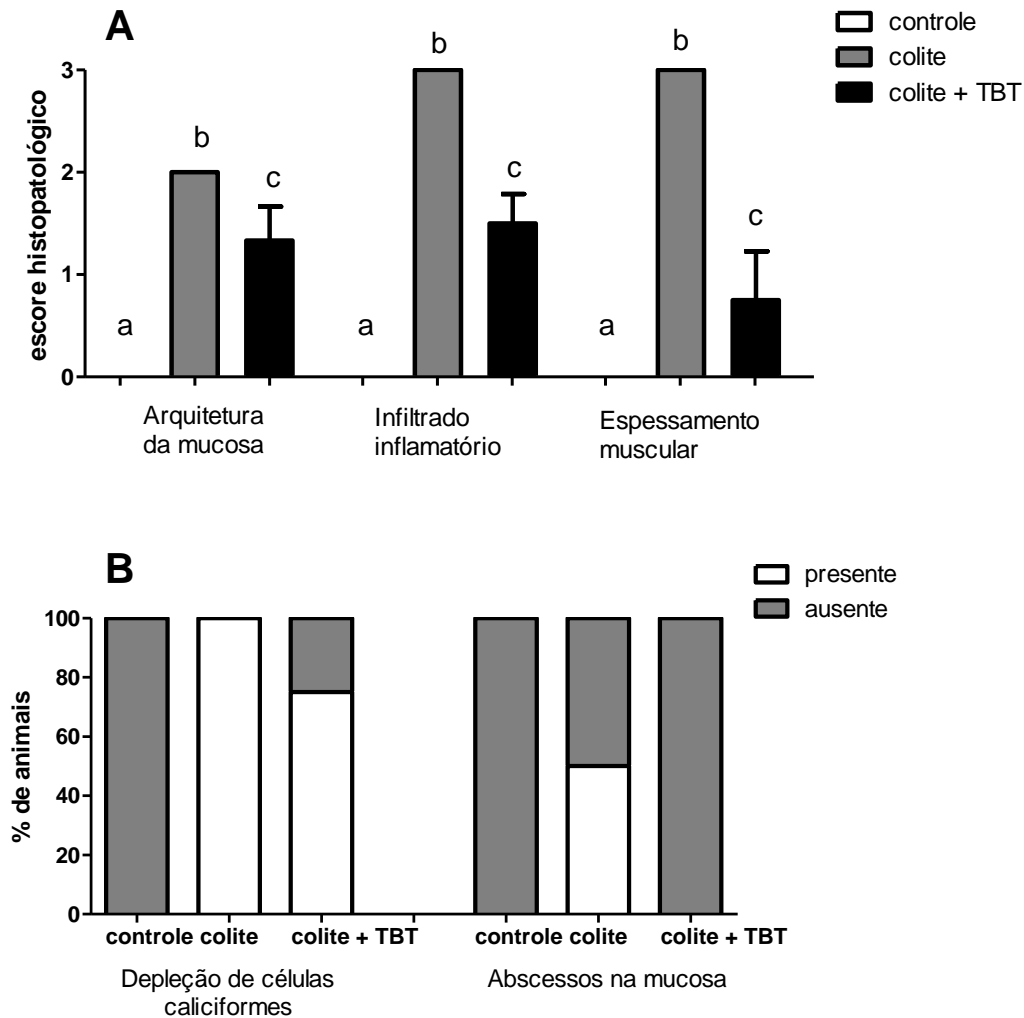 A
controle
colite
colite + TBT
escore histopatológico
3
2
1
0
a
b
c
a
b
c
a
b
c
Arquitetura
da mucosa
Infiltrado
inflamatório
Espessamento
muscular
B
presente
ausente
% de animais
100
80
60
40
20
0
controle colite colite + TBT
controle colite colite + TBT
Depleção de células
caliciformes
Abscessos na mucosa